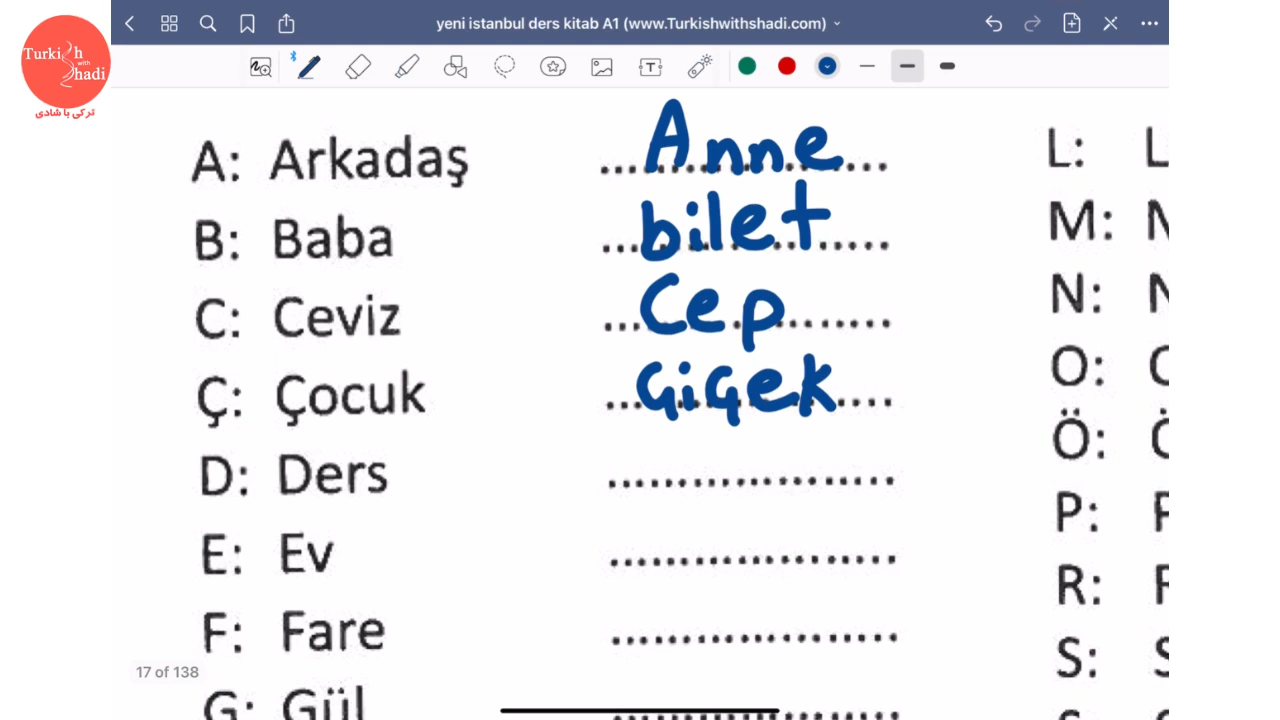 yeni istanbul ders kitab A1 (www.Turkishwithshadi.com)
Turkish
with
Shadi
ترکی با شادی
A: Arkadaş ...Anne...
B: Baba ...bilet...
C: Ceviz ...Cep...
Ç: Çocuk ...Çiçek...
D: Ders ...................
E: Ev ...................
F: Fare ...................
G: Gül ...................
L: L
M:
N:
O:
Ö:
P:
R:
S:
17 of 138